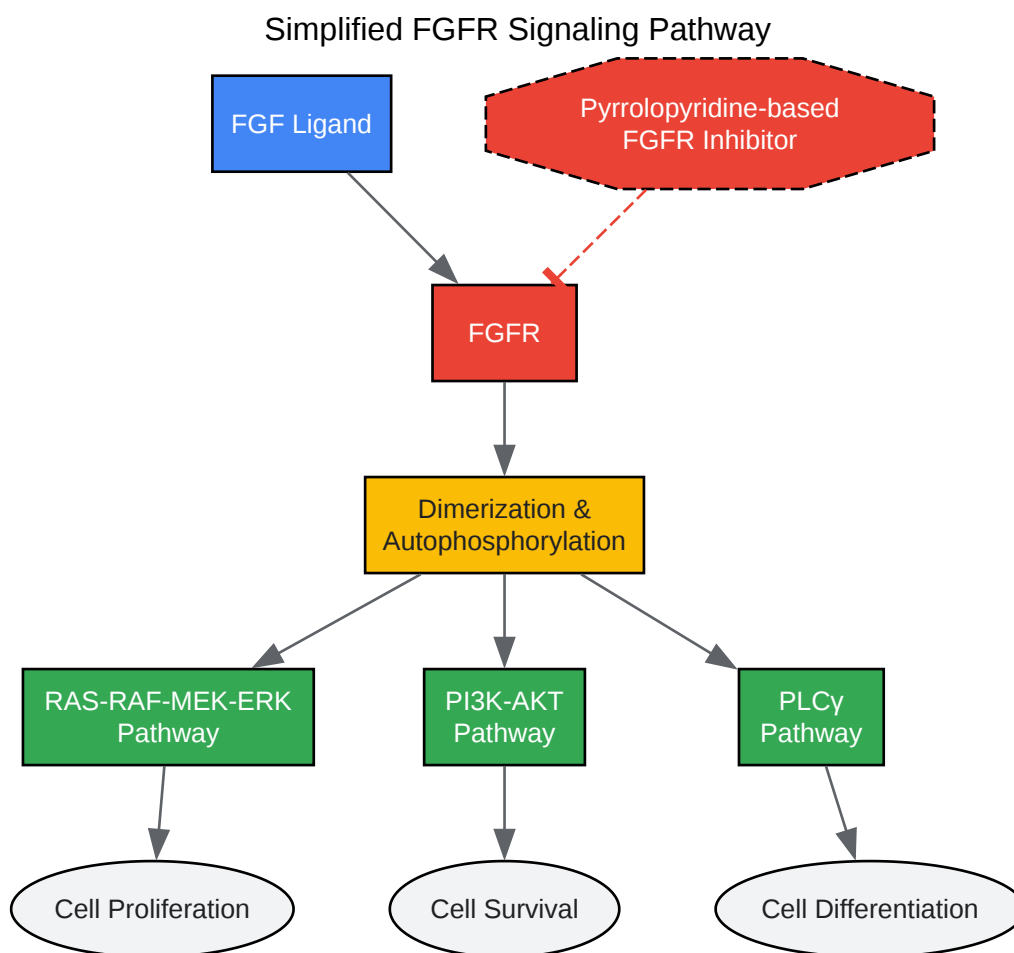 Simplified FGFR Signaling Pathway
FGF Ligand
Pyrrolopyridine-based
FGFR Inhibitor
FGFR
Dimerization &
Autophosphorylation
RAS-RAF-MEK-ERK
Pathway
PI3K-AKT
Pathway
PLCγ
Pathway
Cell Proliferation
Cell Survival
Cell Differentiation